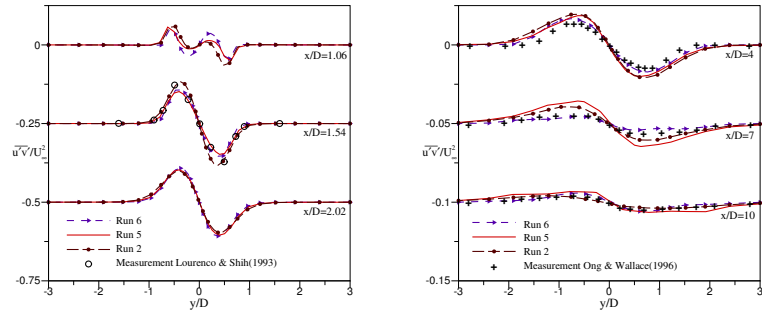 0
x/D=1.06
-0.25
x/D=1.54
u'v'/U²∞
-0.5
x/D=2.02
Run 6
Run 5
Run 2
Measurement Lourenco & Shih(1993)
-0.75
-3 -2 -1 0 1 2 3
y/D
0
x/D=4
-0.05
x/D=7
u'v'/U²∞
-0.1
x/D=10
Run 6
Run 5
Run 2
Measurement Ong & Wallace(1996)
-0.15
-3 -2 -1 0 1 2 3
y/D